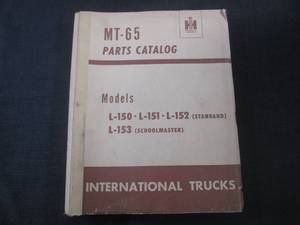 MT-65
PARTS CATALOG
Models
L-150 · L-151 · L-152 (STANDARD)
L-153 (SCHOOLMASTER)
INTERNATIONAL TRUCKS